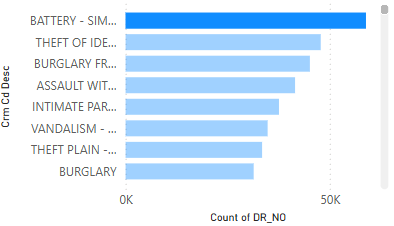 BATTERY - SIM...
THEFT OF IDE...
BURGLARY FR...
ASSAULT WIT...
INTIMATE PAR...
VANDALISM - ...
THEFT PLAIN -...
BURGLARY
Crm Cd Desc
0K 50K
Count of DR_NO